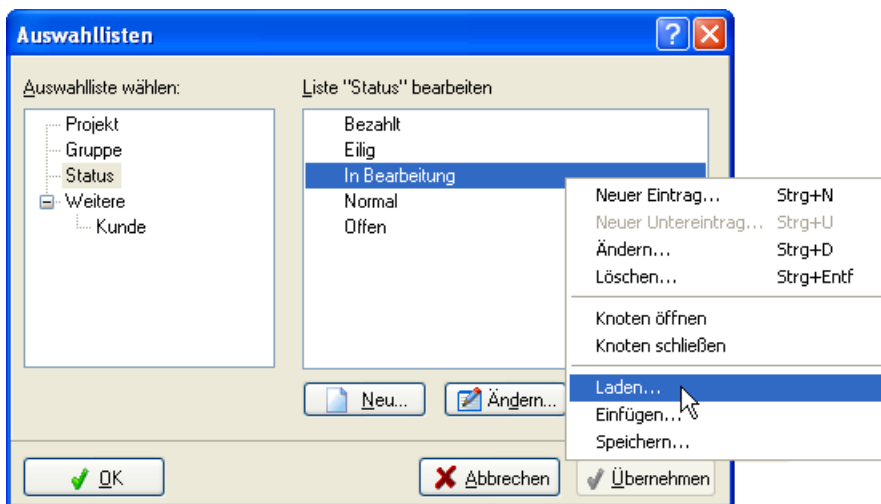 Auswahllisten
Auswahlliste wählen:
Projekt
Gruppe
Status
Weitere
Kunde
Liste "Status" bearbeiten
Bezahlt
Eilig
In Bearbeitung
Normal
Offen
Neuer Eintrag... Strg+N
Neuer Untereintrag... Strg+U
Ändern... Strg+D
Löschen... Strg+Entf
Knoten öffnen
Knoten schließen
Laden...
Einfügen...
Speichern...
Neu...
Ändern...
OK
Abbrechen
Übernehmen